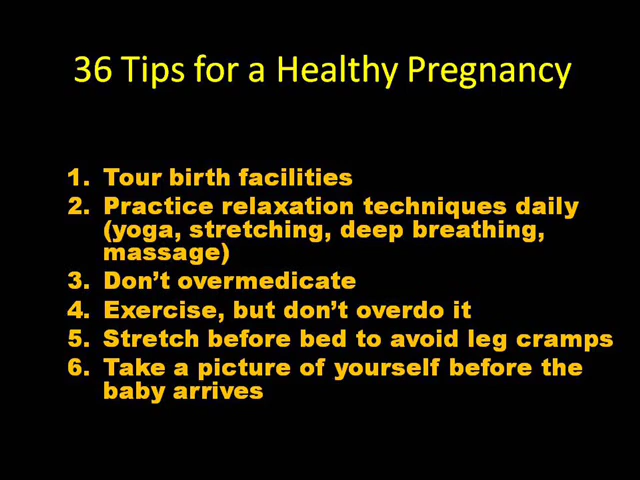 36 Tips for a Healthy Pregnancy
1. Tour birth facilities
2. Practice relaxation techniques daily
(yoga, stretching, deep breathing,
massage)
3. Don’t overmedicate
4. Exercise, but don’t overdo it
5. Stretch before bed to avoid leg cramps
6. Take a picture of yourself before the
baby arrives